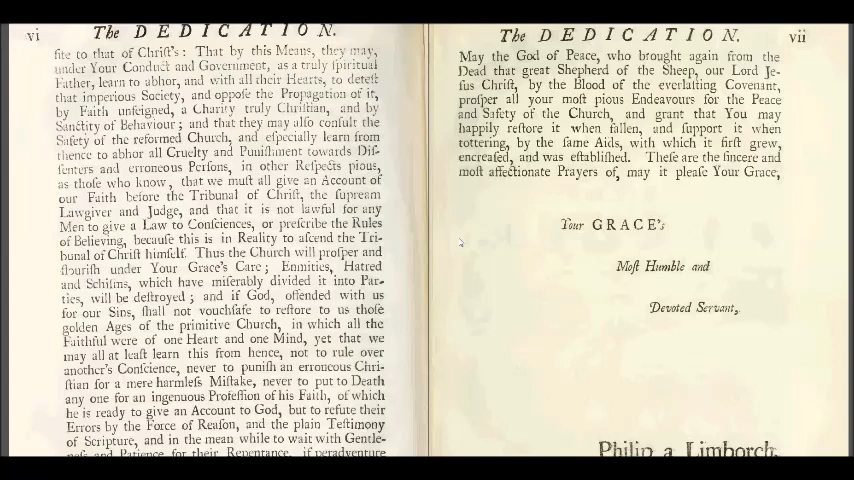 vi The DEDICATION.
ſite to that of Chriſt's: That by this Means, they may,
under Your Conduct and Government, as a truly ſpiritual
Father, learn to abhor, and with all their Hearts, to deteſt
that imperious Society, and oppoſe the Propagation of it,
by Faith unfeigned, a Charity truly Chriſtian, and by
Sanctity of Behaviour; and that they may alſo conſult the
Safety of the reformed Church, and eſpecially learn from
thence to abhor all Cruelty and Puniſhment towards Diſ-
ſenters and erroneous Perſons, in other Reſpects pious,
as thoſe who know, that we muſt all give an Account of
our Faith before the Tribunal of Chriſt, the ſupream
Lawgiver and Judge, and that it is not lawful for any
Men to give a Law to Conſciences, or preſcribe the Rules
of Believing, becauſe this is in Reality to aſcend the Tri-
bunal of Chriſt himſelf. Thus the Church will proſper and
flouriſh under Your Grace's Care; Enmities, Hatred
and Schiſms, which have miſerably divided it into Par-
ties, will be deſtroyed; and if God, offended with us
for our Sins, ſhall not vouchſafe to reſtore to us thoſe
golden Ages of the primitive Church, in which all the
Faithful were of one Heart and one Mind, yet that we
may all at leaſt learn this from hence, not to rule over
another's Conſcience, never to puniſh an erroneous Chri-
ſtian for a mere harmleſs Miſtake, never to put to Death
any one for an ingenuous Profeſſion of his Faith, of which
he is ready to give an Account to God, but to refute their
Errors by the Force of Reaſon, and the plain Teſtimony
of Scripture, and in the mean while to wait with Gentle-
neſs and Patience for their Repentance, if peradventure
The DEDICATION. vii
May the God of Peace, who brought again from the
Dead that great Shepherd of the Sheep, our Lord Je-
ſus Chriſt, by the Blood of the everlaſting Covenant,
proſper all your moſt pious Endeavours for the Peace
and Safety of the Church, and grant that You may
happily reſtore it when fallen, and ſupport it when
tottering, by the ſame Aids, with which it firſt grew,
encreaſed, and was eſtabliſhed. Theſe are the ſincere and
moſt affectionate Prayers of, may it pleaſe Your Grace,
Your GRACE's
Moſt Humble and
Devoted Servant,
Philip a Limborch.